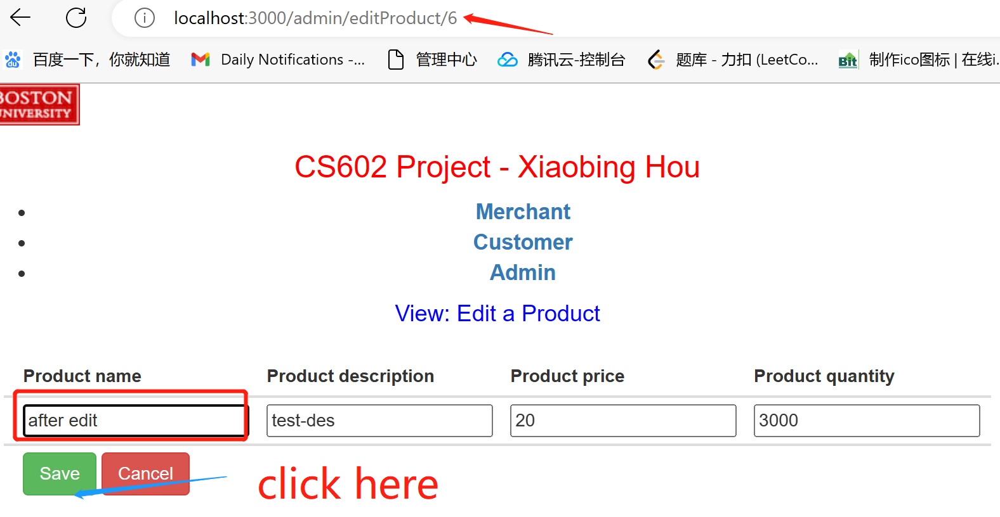 localhost:3000/admin/editProduct/6
百度一下，你就知道 Daily Notifications -... 管理中心 腾讯云-控制台 题库 - 力扣 (LeetCo... Bit 制作ico图标 | 在线i...
BOSTON
UNIVERSITY
CS602 Project - Xiaobing Hou
Merchant
Customer
Admin
View: Edit a Product
Product name Product description Product price Product quantity
after edit test-des 20 3000
Save Cancel click here